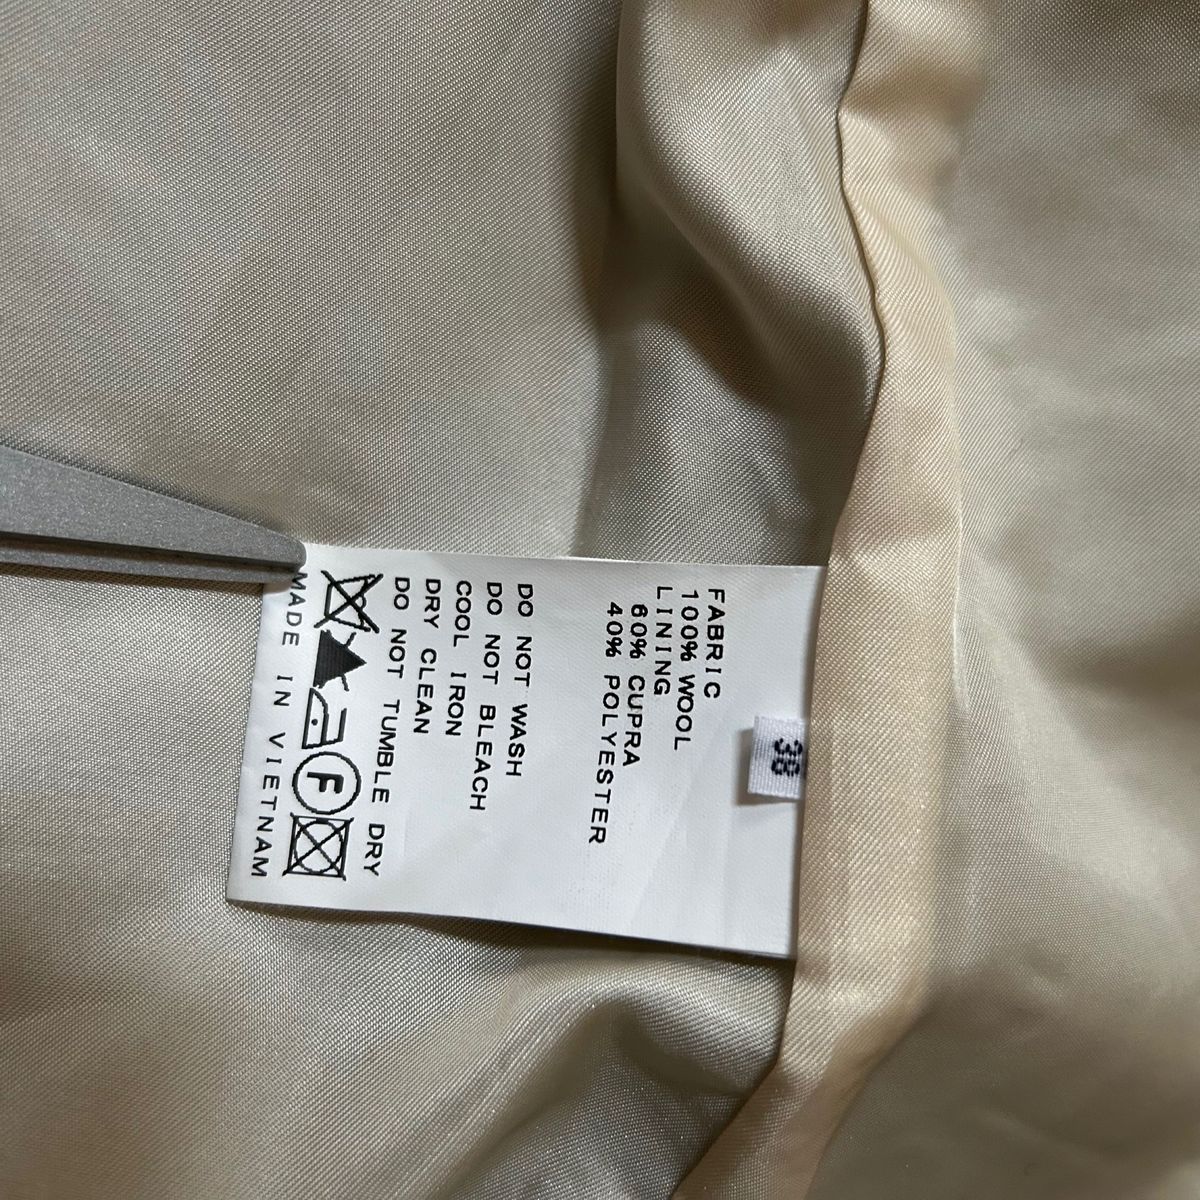 38
FABRIC
100% WOOL
LINING
60% CUPRA
40% POLYESTER
DO NOT WASH
DO NOT BLEACH
COOL IRON
DRY CLEAN
DO NOT TUMBLE DRY
F
MADE IN VIETNAM